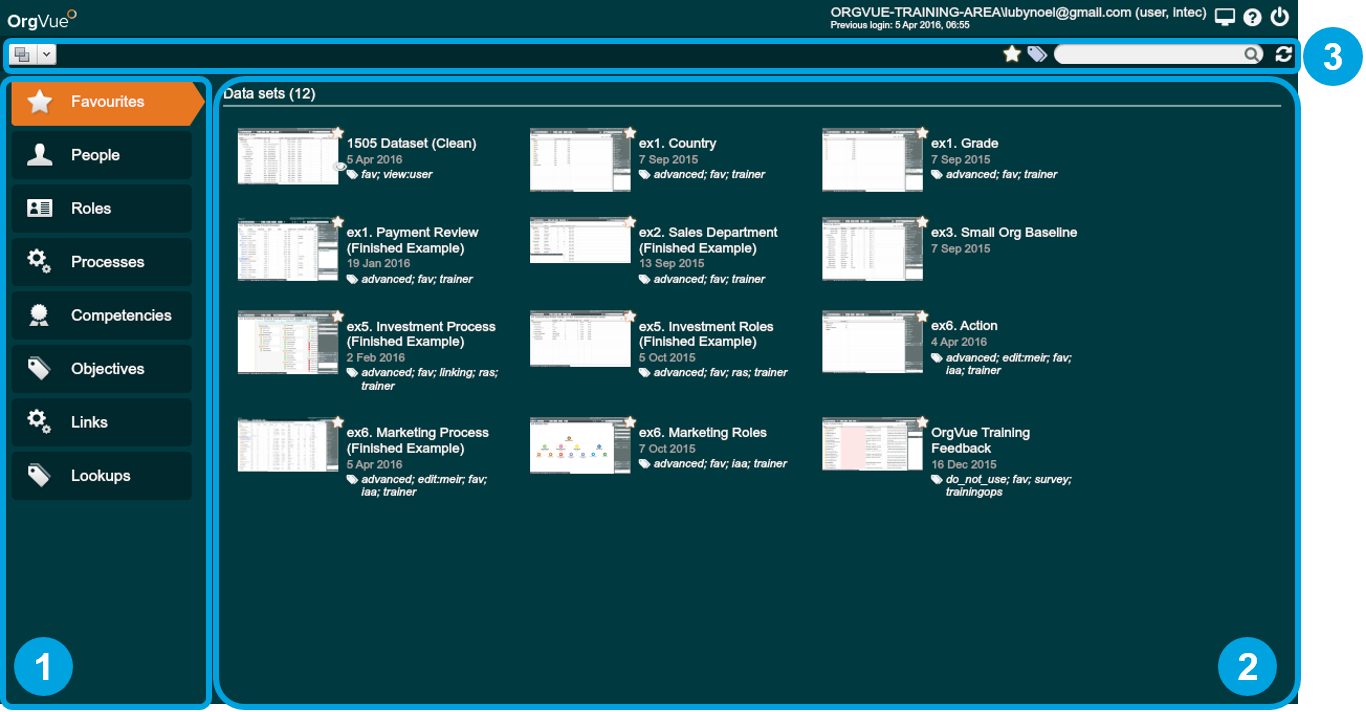 OrgVue
ORGVUE-TRAINING-AREA\lubynoel@gmail.com (user, Intec)
Previous login: 5 Apr 2016, 06:55
3
Favourites
People
Roles
Processes
Competencies
Objectives
Links
Lookups
1
Data sets (12)
1505 Dataset (Clean)
5 Apr 2016
fav; view:user
ex1. Country
7 Sep 2015
advanced; fav; trainer
ex1. Grade
7 Sep 2015
advanced; fav; trainer
ex1. Payment Review
(Finished Example)
19 Jan 2016
advanced; fav; trainer
ex2. Sales Department
(Finished Example)
13 Sep 2015
advanced; fav; trainer
ex3. Small Org Baseline
7 Sep 2015
ex5. Investment Process
(Finished Example)
2 Feb 2016
advanced; fav; linking; ras;
trainer
ex5. Investment Roles
(Finished Example)
5 Oct 2015
advanced; fav; ras; trainer
ex6. Action
4 Apr 2016
advanced; edit:meir; fav;
iaa; trainer
ex6. Marketing Process
(Finished Example)
5 Apr 2016
advanced; edit:meir; fav;
iaa; trainer
ex6. Marketing Roles
7 Oct 2015
advanced; fav; iaa; trainer
OrgVue Training
Feedback
16 Dec 2015
do_not_use; fav; survey;
trainingops
2